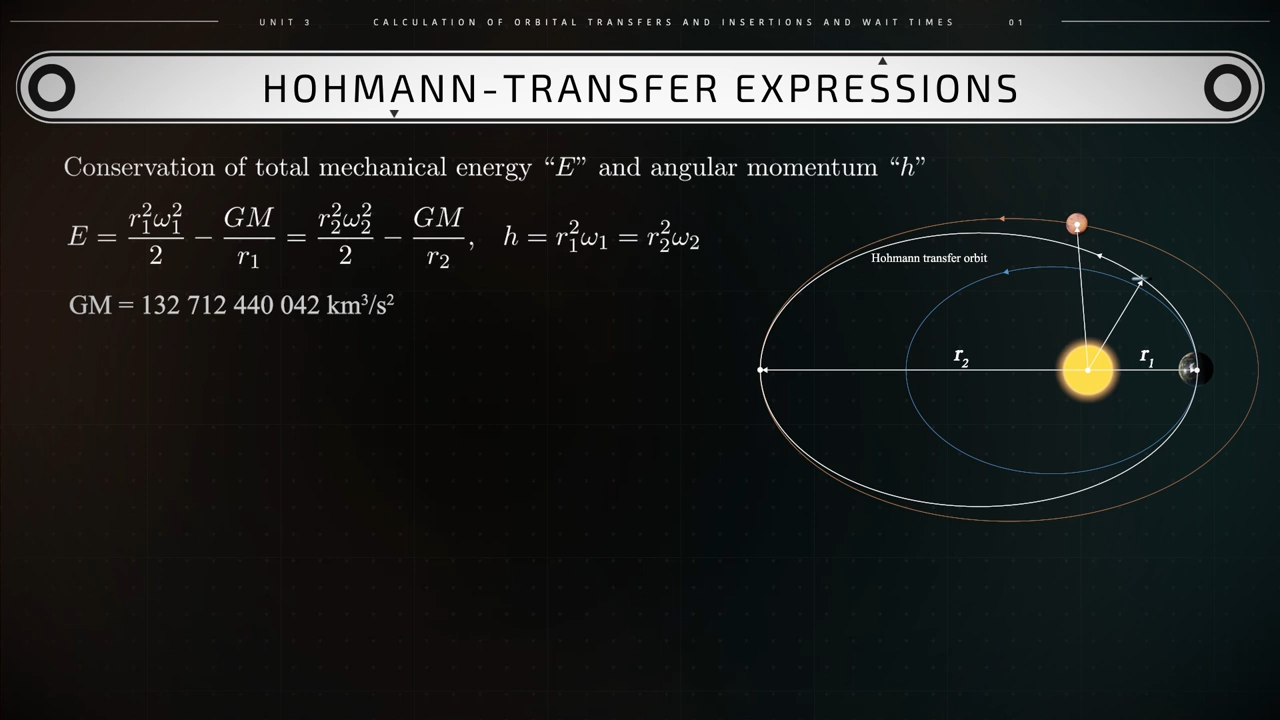 UNIT 3 CALCULATION OF ORBITAL TRANSFERS AND INSERTIONS AND WAIT TIMES 01
HOHMANN-TRANSFER EXPRESSIONS
Conservation of total mechanical energy “E” and angular momentum “h”
E = r₁²ω₁²/2 − GM/r₁ = r₂²ω₂²/2 − GM/r₂, h = r₁²ω₁ = r₂²ω₂
GM = 132 712 440 042 km³/s²
Hohmann transfer orbit
r₂ r₁